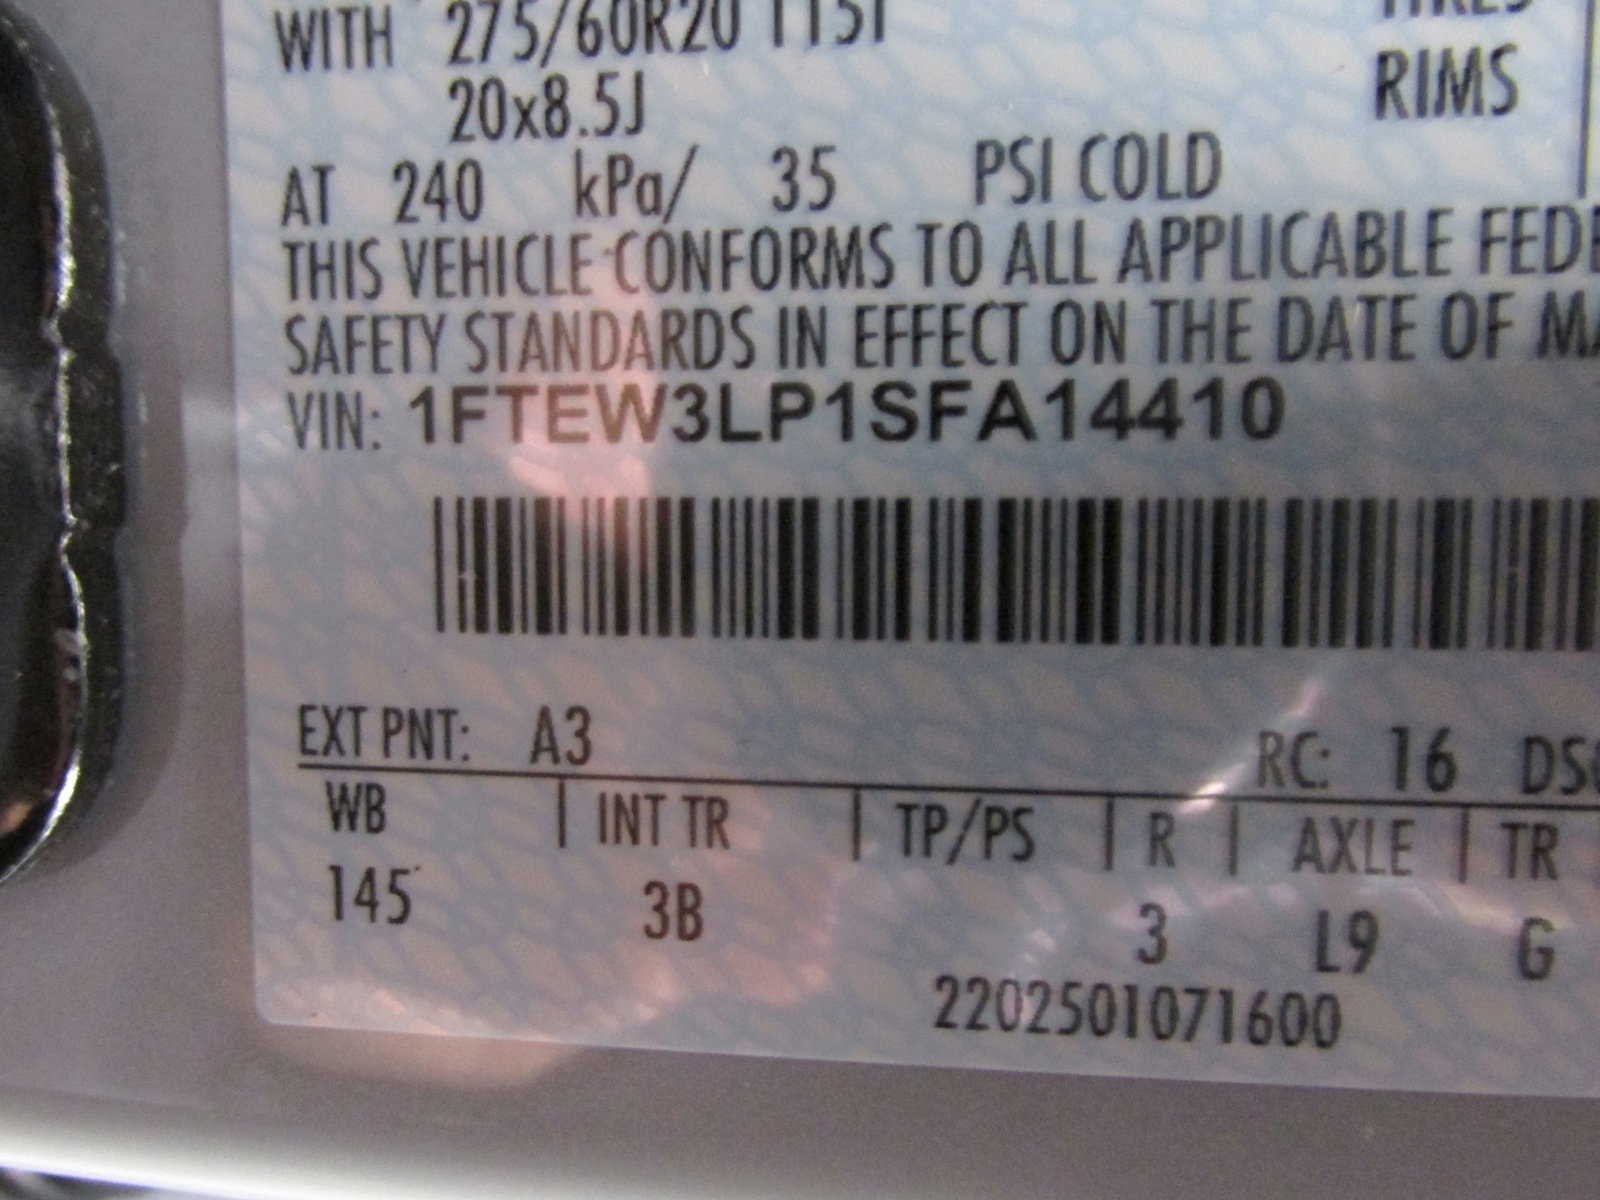 TIRES
WITH 275/60R20 115T
RIMS
20x8.5J
AT 240 kPa/ 35 PSI COLD
THIS VEHICLE CONFORMS TO ALL APPLICABLE FEDE
SAFETY STANDARDS IN EFFECT ON THE DATE OF MA
VIN: 1FTEW3LP1SFA14410
EXT PNT: A3 RC: 16 DS
WB | INT TR | TP/PS | R | AXLE | TR
145 3B 3 L9 G
2202501071600